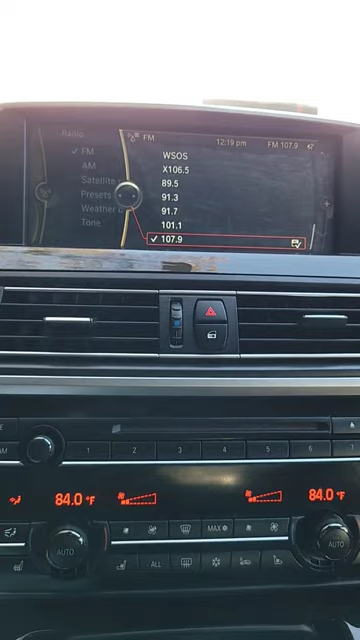 Radio
FM
AM
Satellite
Presets
Weather
Tone
FM
12:19 pm
FM 107.9
WSOS
X106.5
89.5
91.3
91.7
101.1
107.9
AM
1
2
3
4
5
6
84.0 °F
84.0 °F
AUTO
MAX
AUTO
ALL